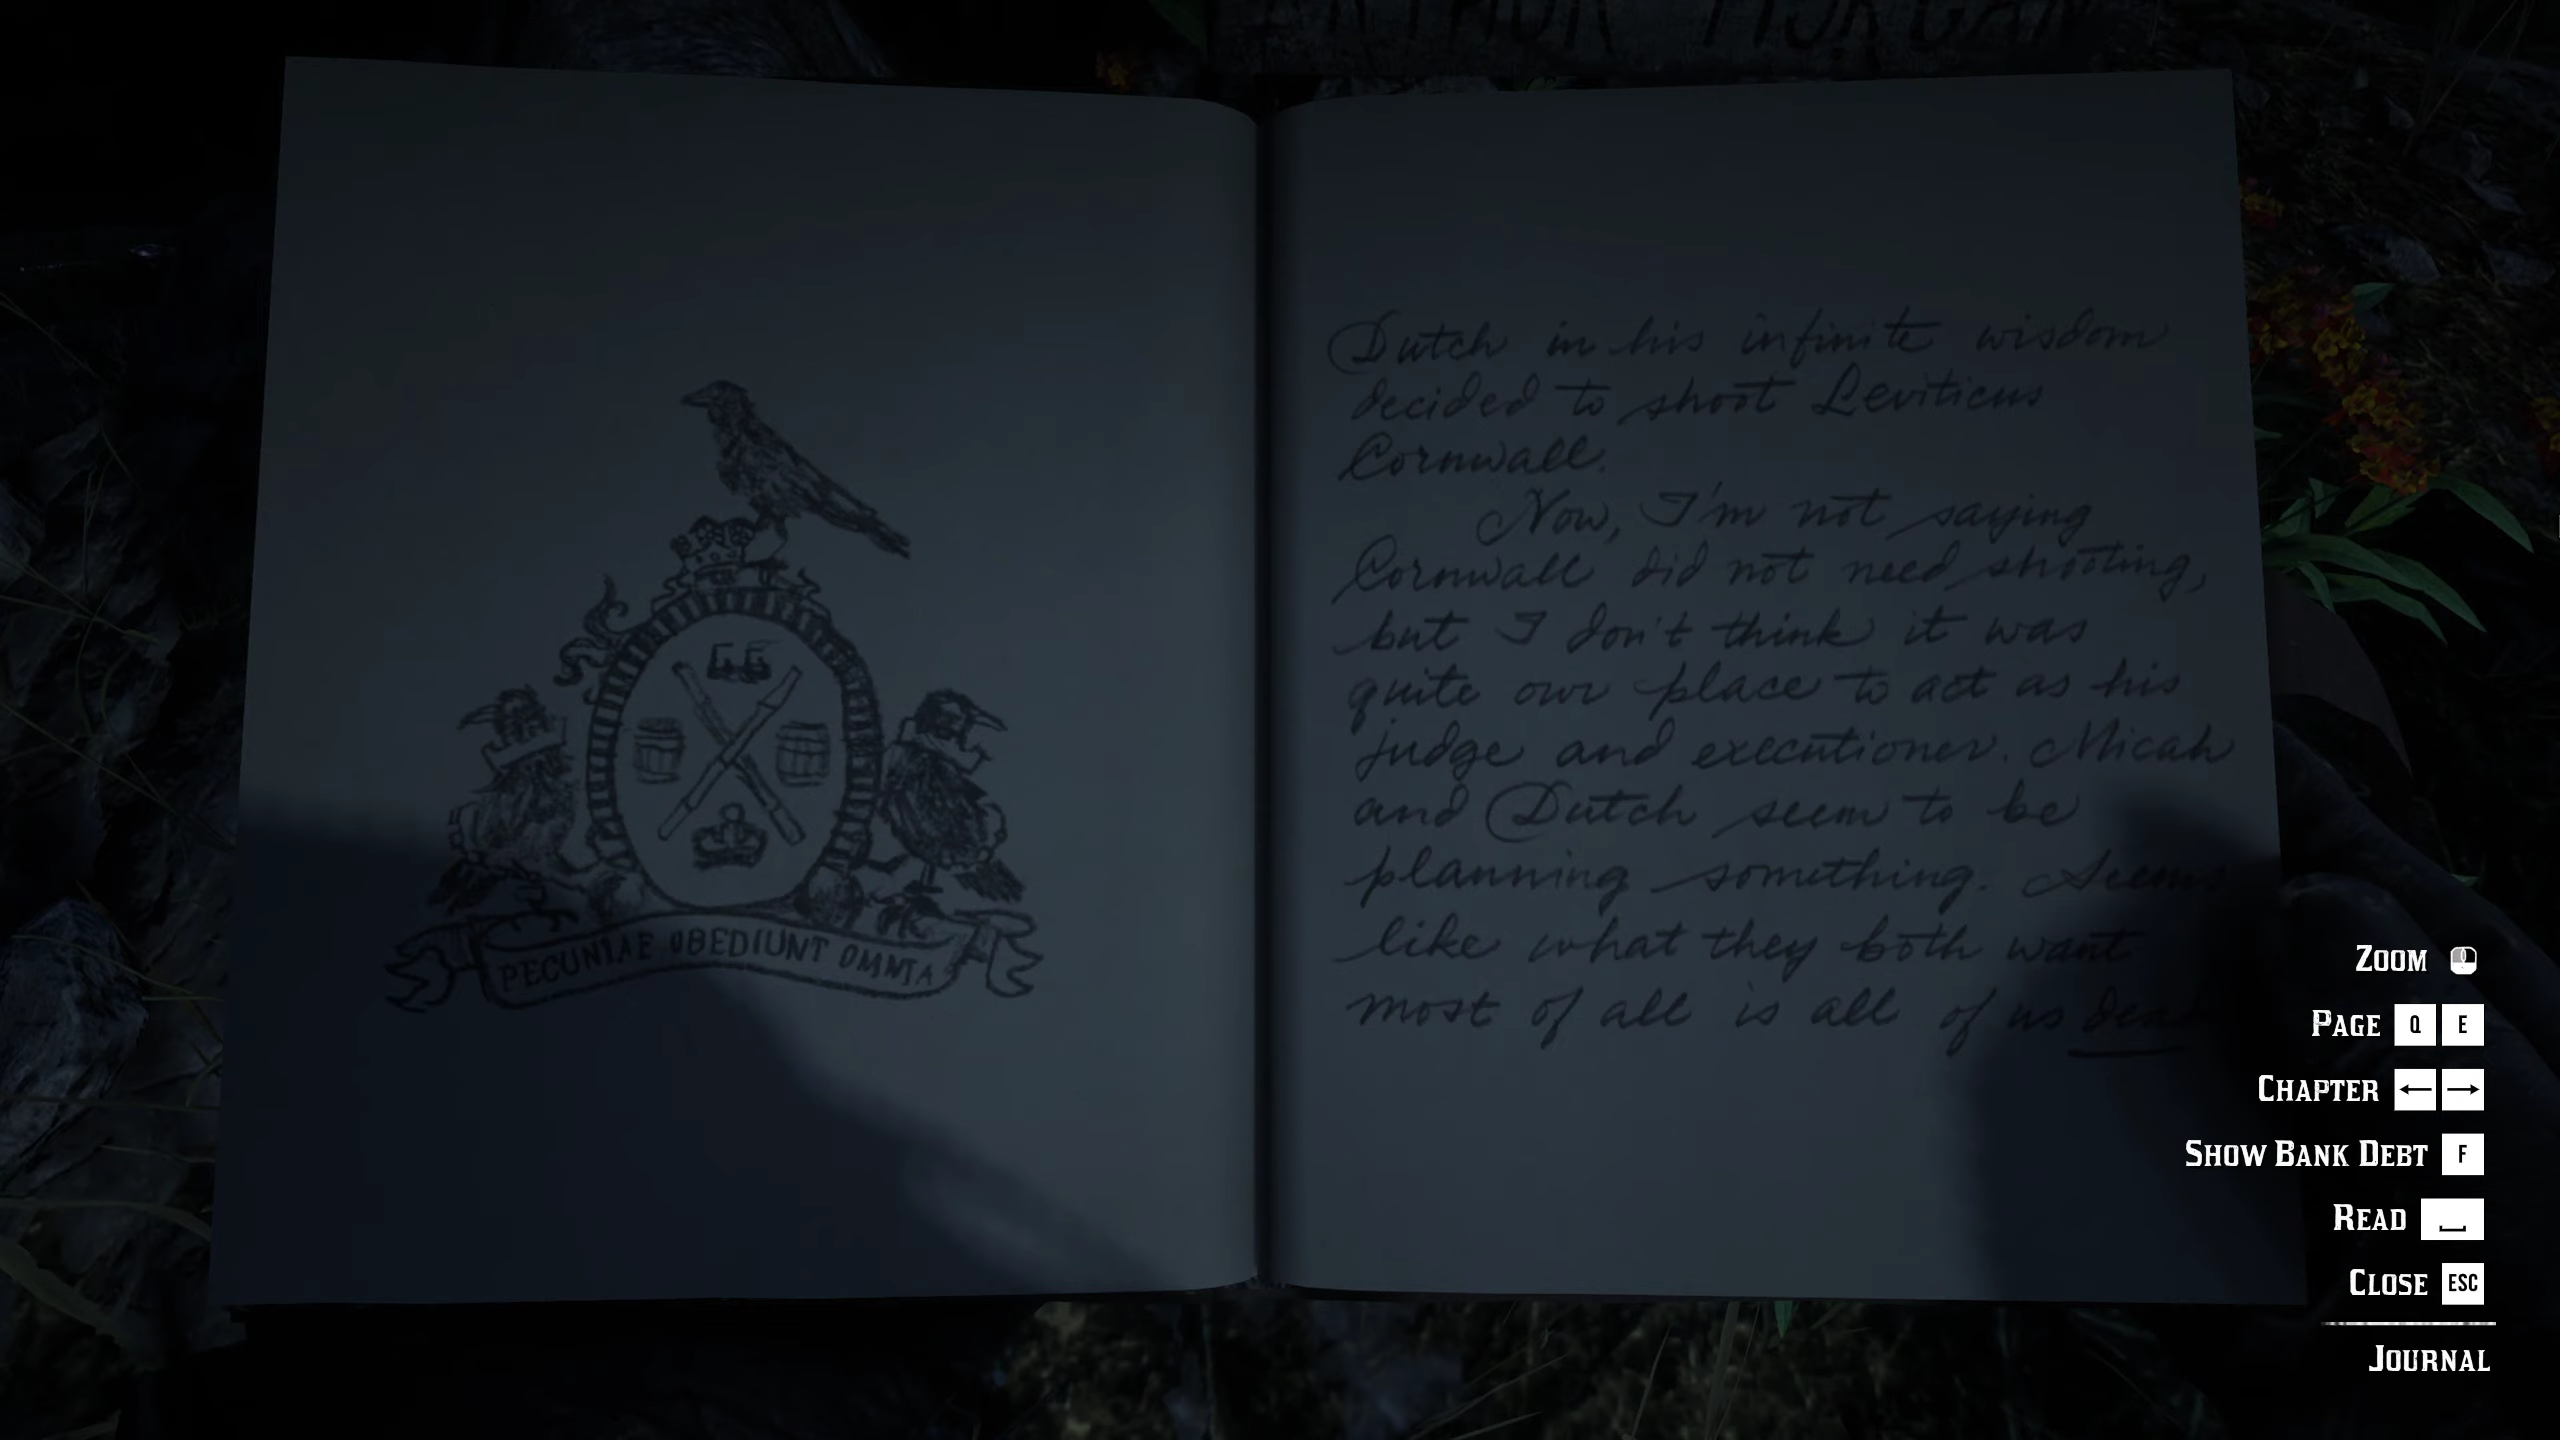 ARTHUR MORGAN
PECUNIAE OBEDIUNT OMNIA
Dutch in his infinite wisdom
decided to shoot Leviticus
Cornwall.
Now, I'm not saying
Cornwall did not need shooting,
but I don't think it was
quite our place to act as his
judge and executioner. Micah
and Dutch seem to be
planning something. Seems
like what they both want
most of all is all of us dead
ZOOM
PAGE Q E
CHAPTER ← →
SHOW BANK DEBT F
READ
CLOSE ESC
JOURNAL